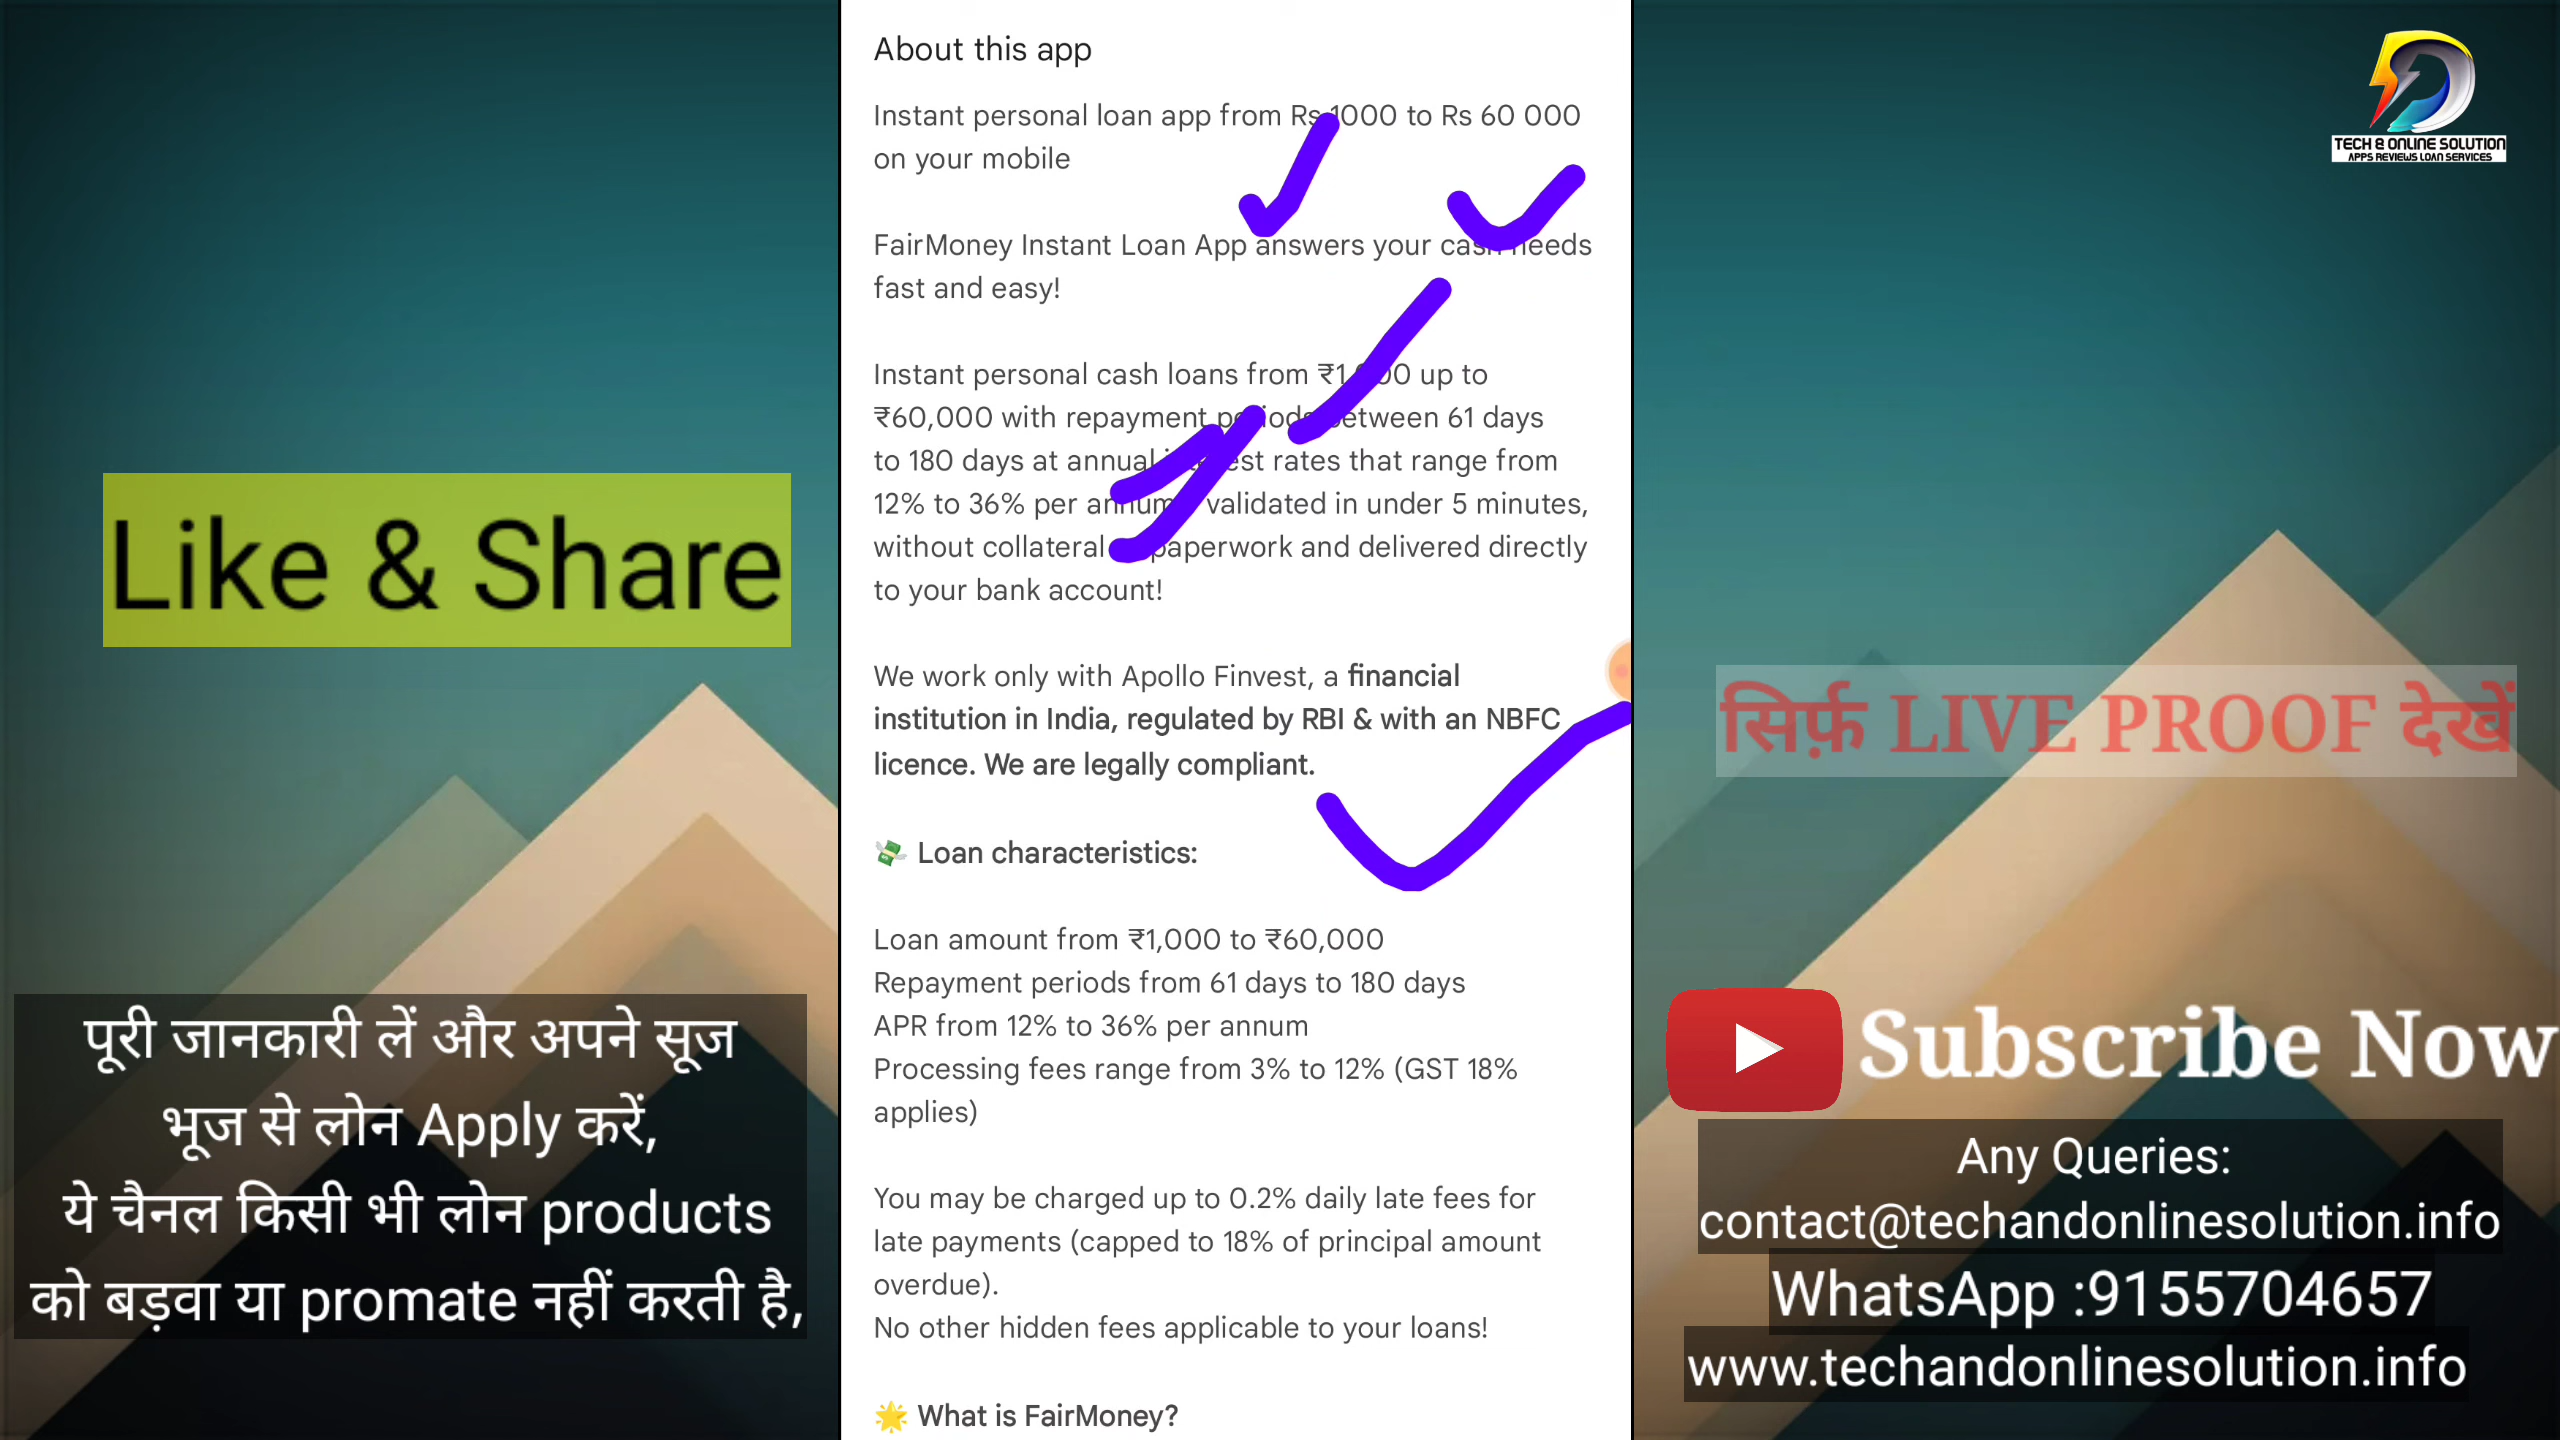 About this app
Instant personal loan app from Rs 1000 to Rs 60 000
on your mobile
FairMoney Instant Loan App answers your cash needs
fast and easy!
Instant personal cash loans from ₹1,000 up to
₹60,000 with repayment periods between 61 days
to 180 days at annual interest rates that range from
12% to 36% per annum, validated in under 5 minutes,
without collateral paperwork and delivered directly
to your bank account!
We work only with Apollo Finvest, a financial
institution in India, regulated by RBI & with an NBFC
licence. We are legally compliant.
💸 Loan characteristics:
Loan amount from ₹1,000 to ₹60,000
Repayment periods from 61 days to 180 days
APR from 12% to 36% per annum
Processing fees range from 3% to 12% (GST 18%
applies)
You may be charged up to 0.2% daily late fees for
late payments (capped to 18% of principal amount
overdue).
No other hidden fees applicable to your loans!
🌟 What is FairMoney?
Like & Share
पूरी जानकारी लें और अपने सूज
भूज से लोन Apply करें,
ये चैनल किसी भी लोन products
को बड़वा या promate नहीं करती है,
TECH & ONLINE SOLUTION
APPS REVIEWS LOAN SERVICES
सिर्फ़ LIVE PROOF देखें
Subscribe Now
Any Queries:
contact@techandonlinesolution.info
WhatsApp :9155704657
www.techandonlinesolution.info